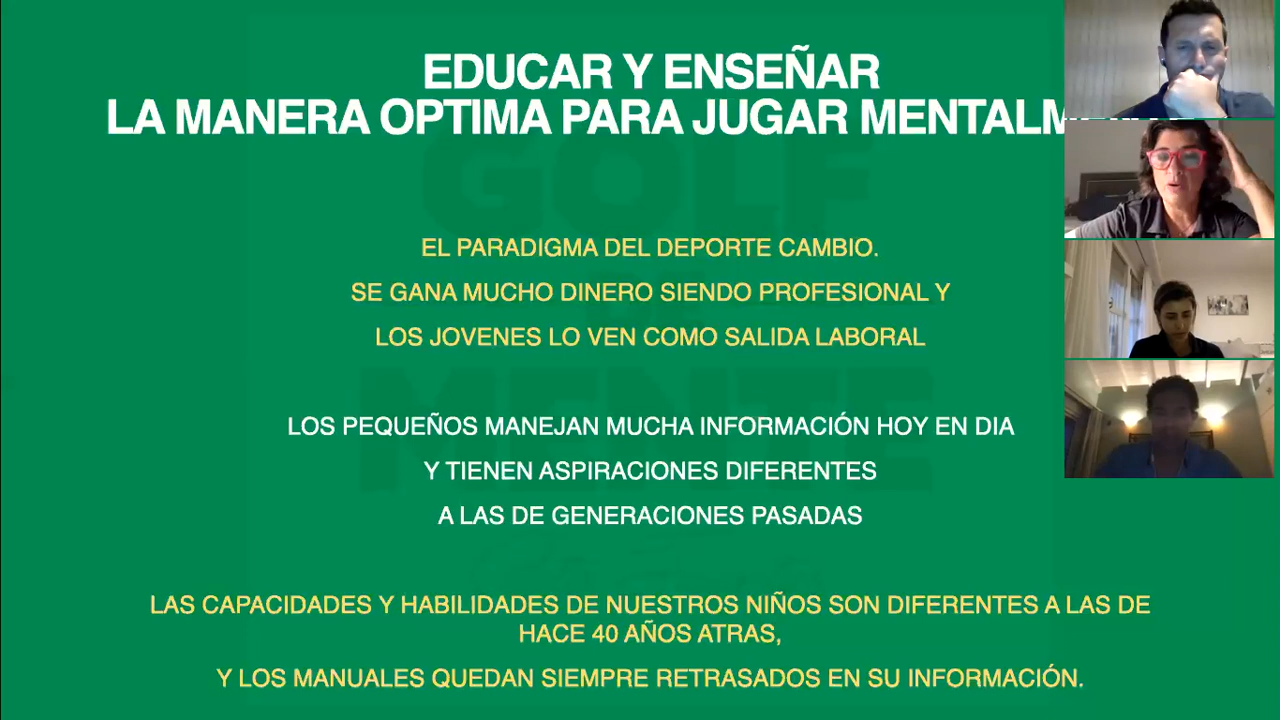 EDUCAR Y ENSEÑAR
LA MANERA OPTIMA PARA JUGAR
GOLF
DE
MENTE
EL PARADIGMA DEL DEPORTE CAMBIO.
SE GANA MUCHO DINERO SIENDO PROFESIONAL Y
LOS JOVENES LO VEN COMO SALIDA LABORAL
LOS PEQUEÑOS MANEJAN MUCHA INFORMACIÓN HOY EN DIA
Y TIENEN ASPIRACIONES DIFERENTES
A LAS DE GENERACIONES PASADAS
LAS CAPACIDADES Y HABILIDADES DE NUESTROS NIÑOS SON DIFERENTES A LAS DE
HACE 40 AÑOS ATRAS,
Y LOS MANUALES QUEDAN SIEMPRE RETRASADOS EN SU INFORMACIÓN.